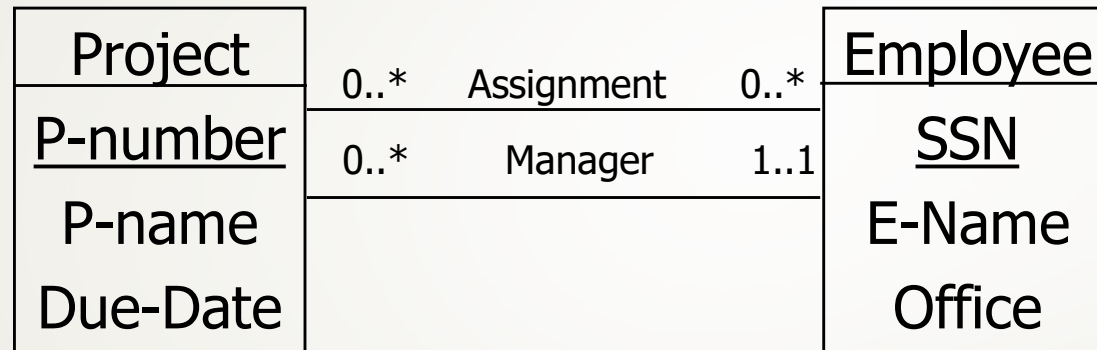 Project
P-number
P-name
Due-Date
0..* Assignment 0..*
0..* Manager 1..1
Employee
SSN
E-Name
Office